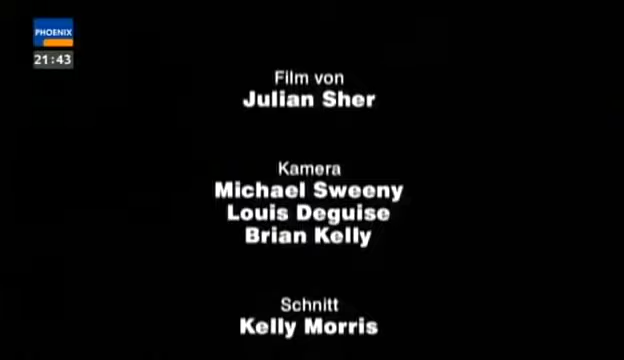 PHOENIX
21:43
Film von
Julian Sher
Kamera
Michael Sweeny
Louis Deguise
Brian Kelly
Schnitt
Kelly Morris